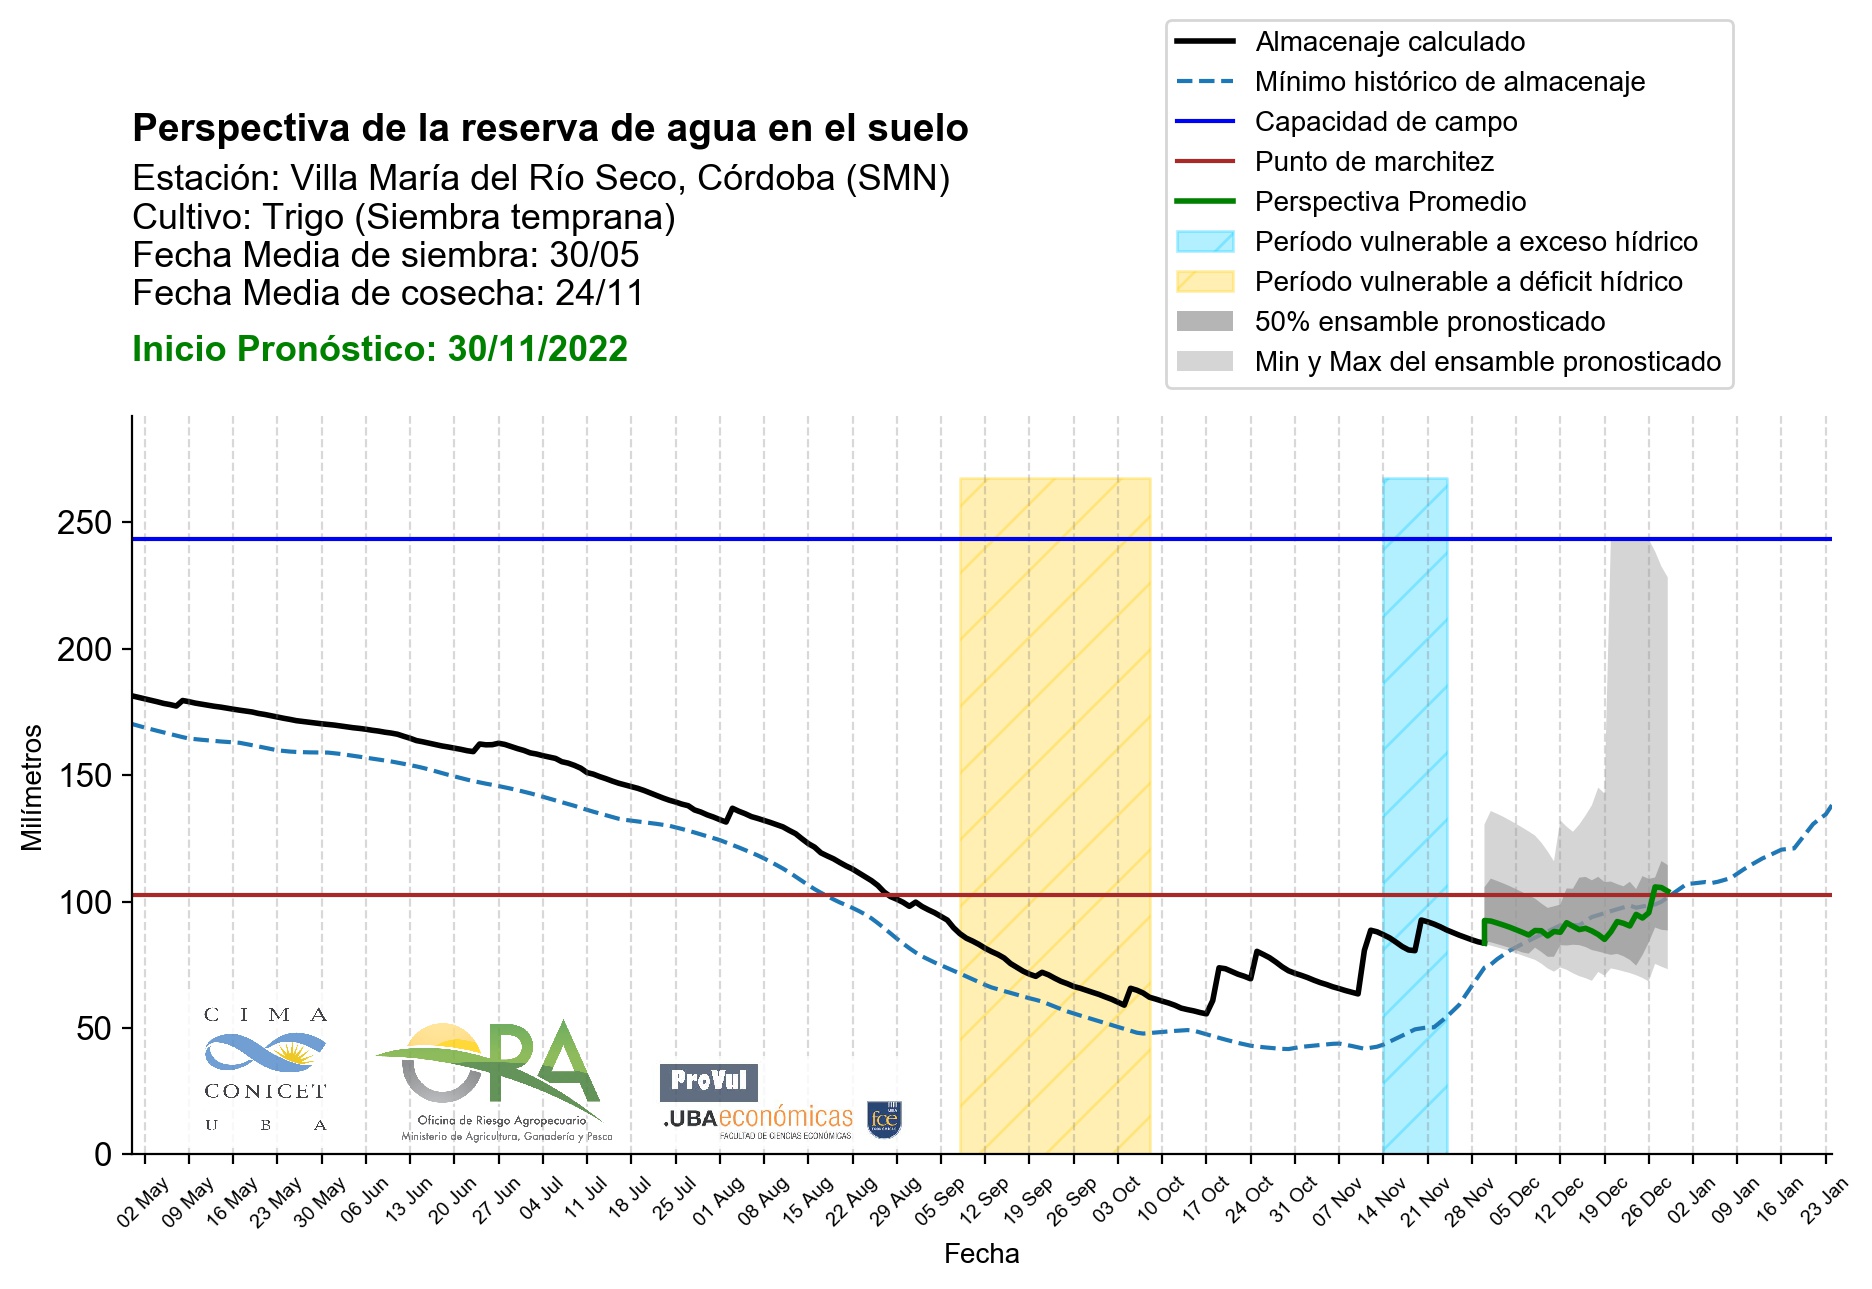 Almacenaje calculado
Mínimo histórico de almacenaje
Capacidad de campo
Punto de marchitez
Perspectiva Promedio
Período vulnerable a exceso hídrico
Período vulnerable a déficit hídrico
50% ensamble pronosticado
Min y Max del ensamble pronosticado
Perspectiva de la reserva de agua en el suelo
Estación: Villa María del Río Seco, Córdoba (SMN)
Cultivo: Trigo (Siembra temprana)
Fecha Media de siembra: 30/05
Fecha Media de cosecha: 24/11
Inicio Pronóstico: 30/11/2022
Milímetros
250
200
150
100
50
0
CIMA
CONICET
UBA
ORA
Oficina de Riesgo Agropecuario
Ministerio de Agricultura, Ganadería y Pesca
ProVul
.UBAeconómicas
FACULTAD DE CIENCIAS ECONÓMICAS
fce
02 May
09 May
16 May
23 May
30 May
06 Jun
13 Jun
20 Jun
27 Jun
04 Jul
11 Jul
18 Jul
25 Jul
01 Aug
08 Aug
15 Aug
22 Aug
29 Aug
05 Sep
12 Sep
19 Sep
26 Sep
03 Oct
10 Oct
17 Oct
24 Oct
31 Oct
07 Nov
14 Nov
21 Nov
28 Nov
05 Dec
12 Dec
19 Dec
26 Dec
02 Jan
09 Jan
16 Jan
23 Jan
Fecha